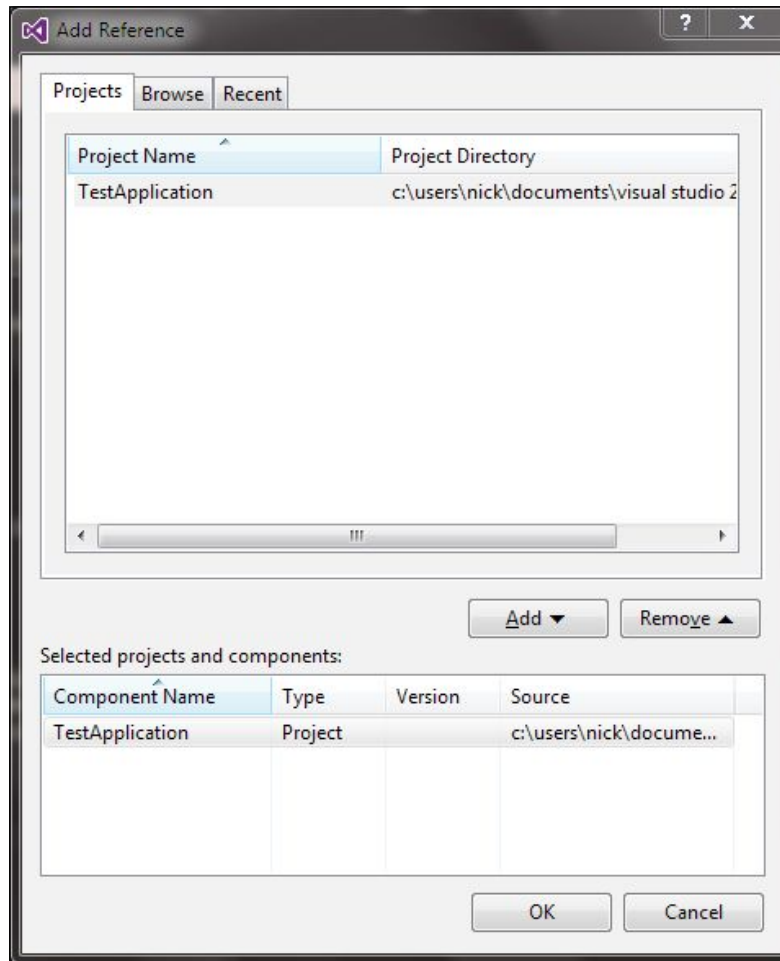 Add Reference
? x
Projects Browse Recent
Project Name Project Directory
TestApplication c:\users\nick\documents\visual studio 2
Add Remove
Selected projects and components:
Component Name Type Version Source
TestApplication Project c:\users\nick\docume...
OK Cancel